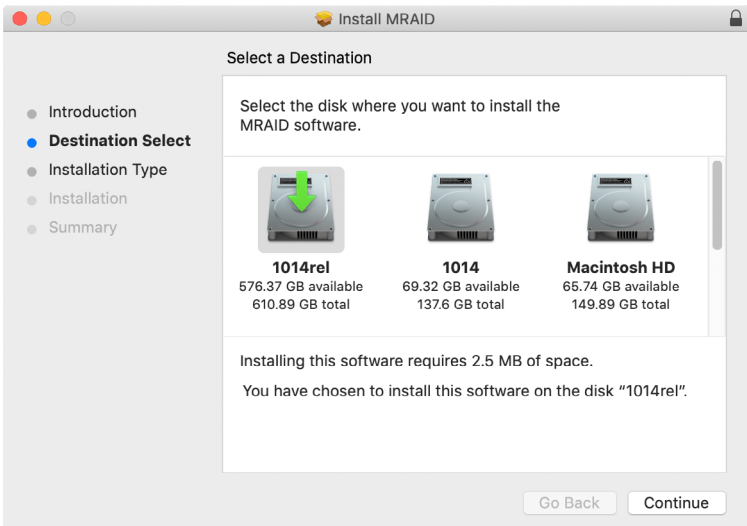 Install MRAID
Select a Destination
Introduction
Destination Select
Installation Type
Installation
Summary
Select the disk where you want to install the
MRAID software.
1014rel
576.37 GB available
610.89 GB total
1014
69.32 GB available
137.6 GB total
Macintosh HD
65.74 GB available
149.89 GB total
Installing this software requires 2.5 MB of space.
You have chosen to install this software on the disk “1014rel”.
Go Back
Continue